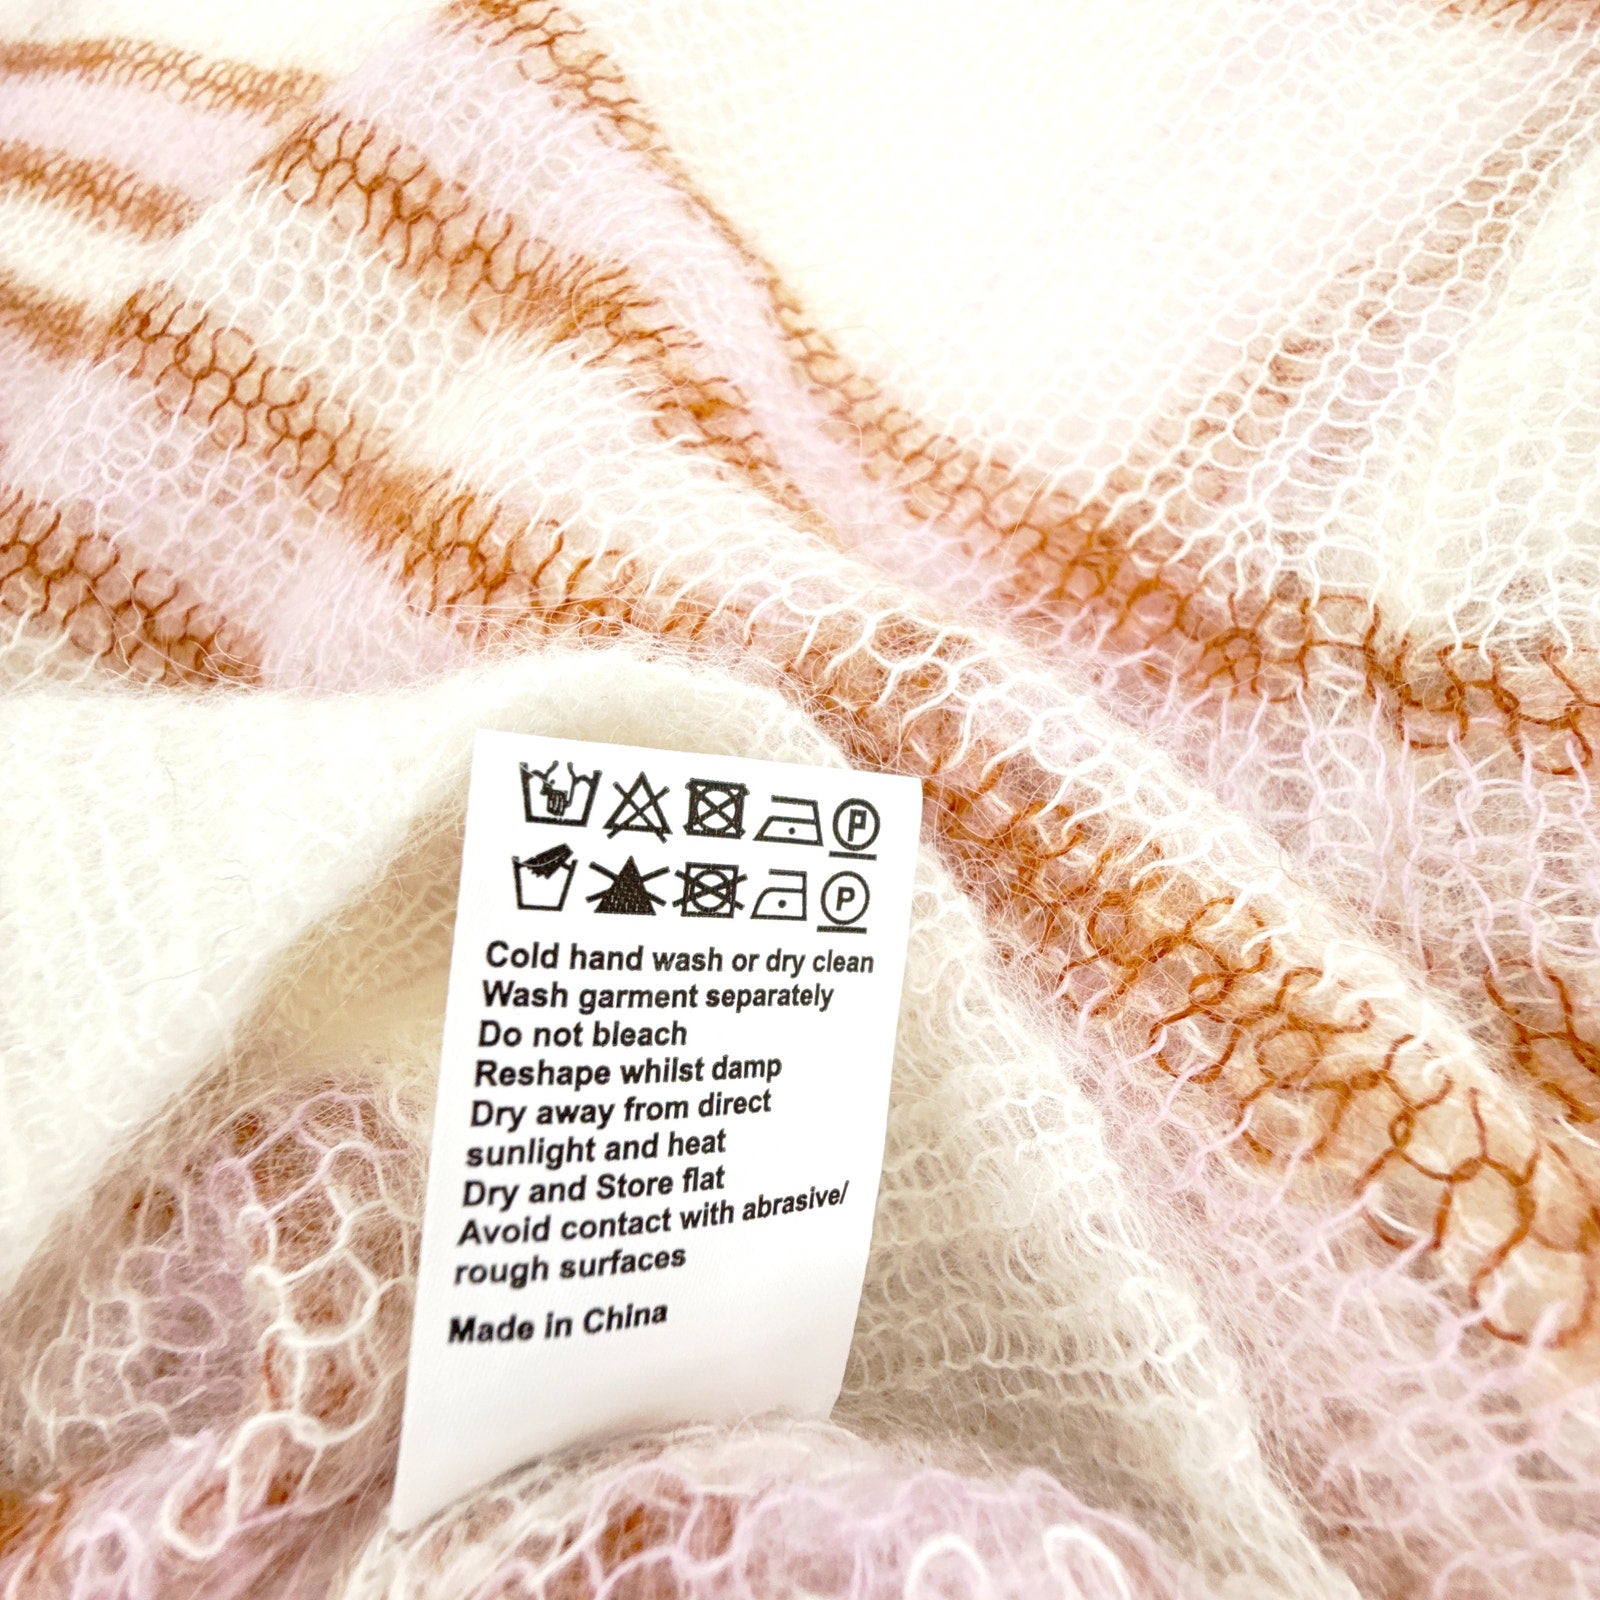 P
P
Cold hand wash or dry clean
Wash garment separately
Do not bleach
Reshape whilst damp
Dry away from direct
sunlight and heat
Dry and Store flat
Avoid contact with abrasive/
rough surfaces
Made in China